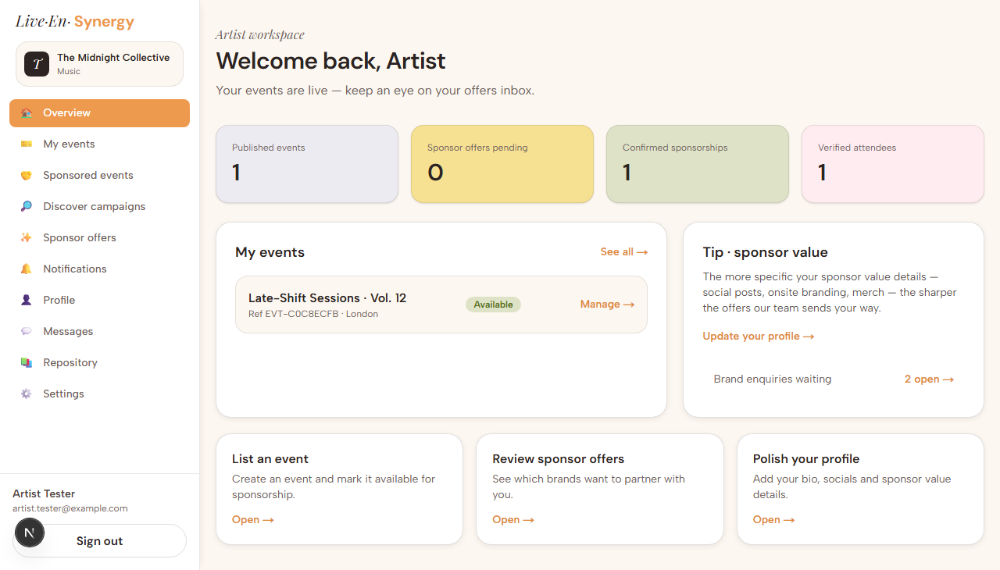 Live·En· Synergy
T
The Midnight Collective
Music
Overview
My events
Sponsored events
Discover campaigns
Sponsor offers
Notifications
Profile
Messages
Repository
Settings
Artist Tester
artist.tester@example.com
N
Sign out
Artist workspace
Welcome back, Artist
Your events are live — keep an eye on your offers inbox.
Published events
1
Sponsor offers pending
0
Confirmed sponsorships
1
Verified attendees
1
My events
See all →
Late-Shift Sessions · Vol. 12
Ref EVT-C0C8ECFB · London
Available
Manage →
Tip · sponsor value
The more specific your sponsor value details —
social posts, onsite branding, merch — the sharper
the offers our team sends your way.
Update your profile →
Brand enquiries waiting
2 open →
List an event
Create an event and mark it available for
sponsorship.
Open →
Review sponsor offers
See which brands want to partner with
you.
Open →
Polish your profile
Add your bio, socials and sponsor value
details.
Open →